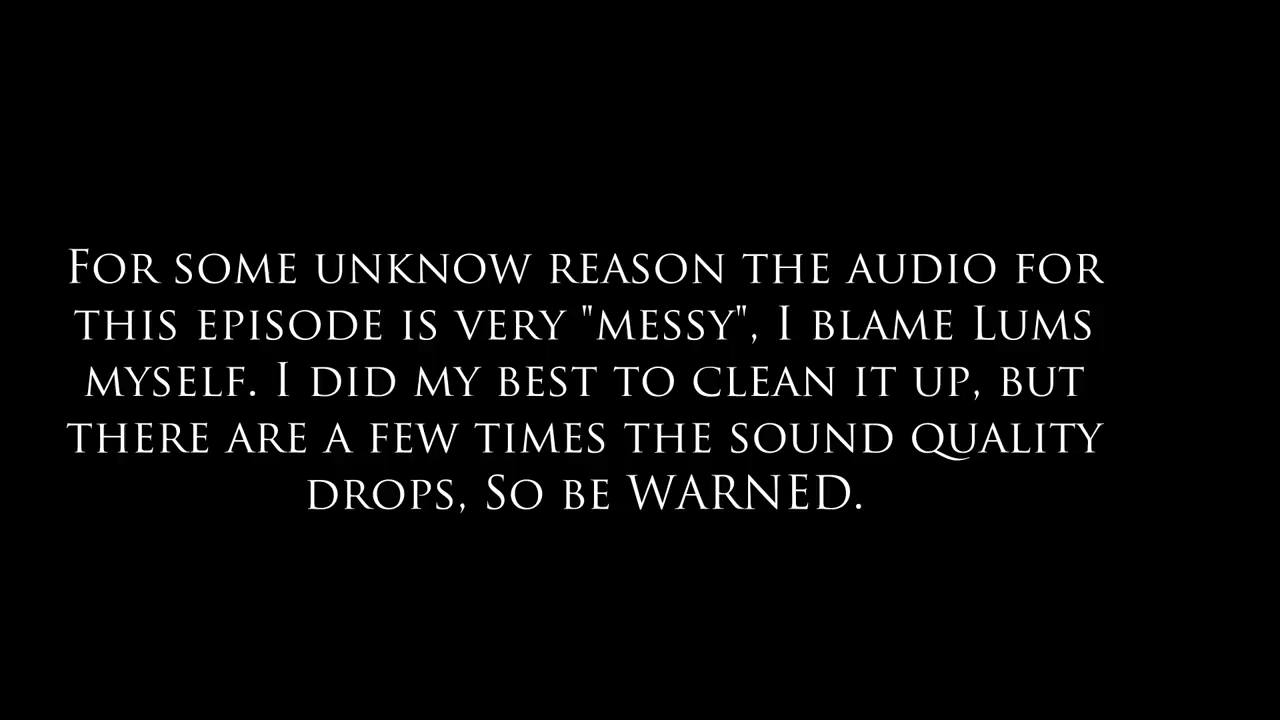 For some unknow reason the audio for
this episode is very "messy", I blame Lums
myself. I did my best to clean it up, but
there are a few times the sound quality
drops, So be WARNED.